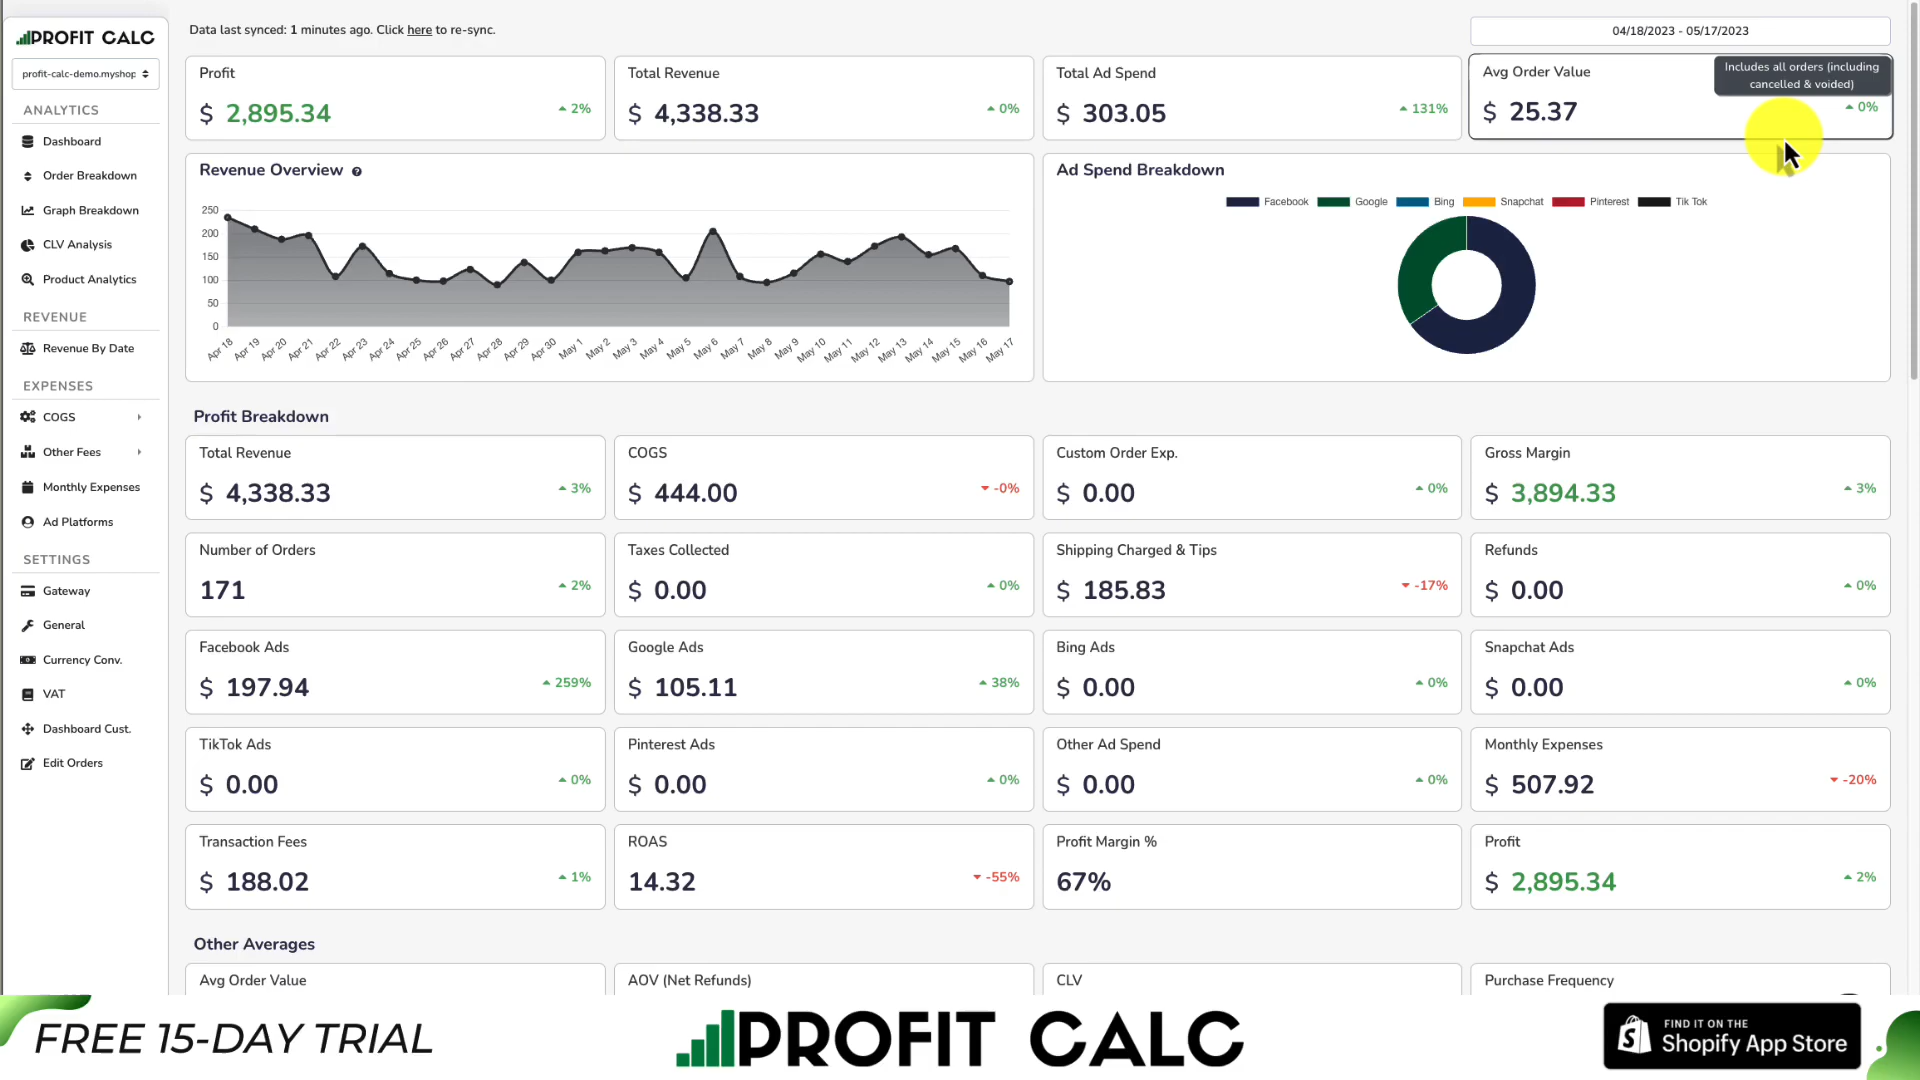 PROFIT CALC
profit-calc-demo.myshop
ANALYTICS
Dashboard
Order Breakdown
Graph Breakdown
CLV Analysis
Product Analytics
REVENUE
Revenue By Date
EXPENSES
COGS
Other Fees
Monthly Expenses
Ad Platforms
SETTINGS
Gateway
General
Currency Conv.
VAT
Dashboard Cust.
Edit Orders
Data last synced: 1 minutes ago. Click here to re-sync.
04/18/2023 - 05/17/2023
Profit
$ 2,895.34
2%
Total Revenue
$ 4,338.33
0%
Total Ad Spend
$ 303.05
131%
Avg Order Value
$ 25.37
0%
Includes all orders (including
cancelled & voided)
Revenue Overview
250
200
150
100
50
0
Apr 18
Apr 19
Apr 20
Apr 21
Apr 22
Apr 23
Apr 24
Apr 25
Apr 26
Apr 27
Apr 28
Apr 29
Apr 30
May 1
May 2
May 3
May 4
May 5
May 6
May 7
May 8
May 9
May 10
May 11
May 12
May 13
May 14
May 15
May 16
May 17
Ad Spend Breakdown
Facebook
Google
Bing
Snapchat
Pinterest
Tik Tok
Profit Breakdown
Total Revenue
$ 4,338.33
3%
COGS
$ 444.00
-0%
Custom Order Exp.
$ 0.00
0%
Gross Margin
$ 3,894.33
3%
Number of Orders
171
2%
Taxes Collected
$ 0.00
0%
Shipping Charged & Tips
$ 185.83
-17%
Refunds
$ 0.00
0%
Facebook Ads
$ 197.94
259%
Google Ads
$ 105.11
38%
Bing Ads
$ 0.00
0%
Snapchat Ads
$ 0.00
0%
TikTok Ads
$ 0.00
0%
Pinterest Ads
$ 0.00
0%
Other Ad Spend
$ 0.00
0%
Monthly Expenses
$ 507.92
-20%
Transaction Fees
$ 188.02
1%
ROAS
14.32
-55%
Profit Margin %
67%
Profit
$ 2,895.34
2%
Other Averages
Avg Order Value
AOV (Net Refunds)
CLV
Purchase Frequency
FREE 15-DAY TRIAL
PROFIT CALC
FIND IT ON THE
Shopify App Store